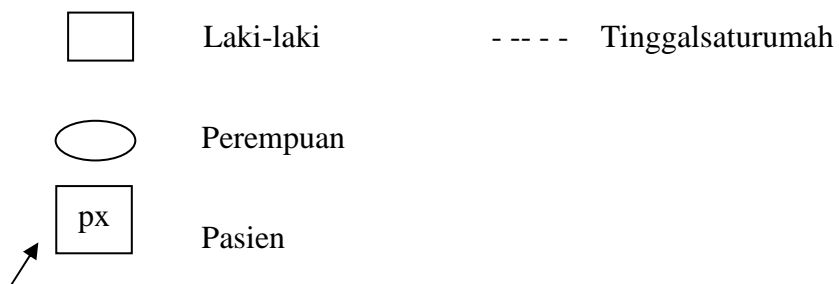 Laki-laki - -- - - Tinggalsaturumah
Perempuan
px
Pasien